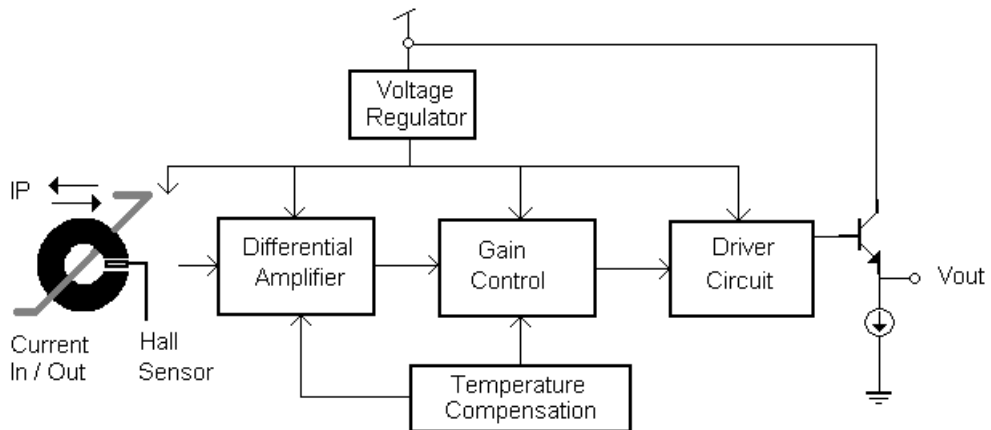 Voltage
Regulator
IP
Differential
Amplifier
Gain
Control
Driver
Circuit
Vout
Current
In / Out
Hall
Sensor
Temperature
Compensation